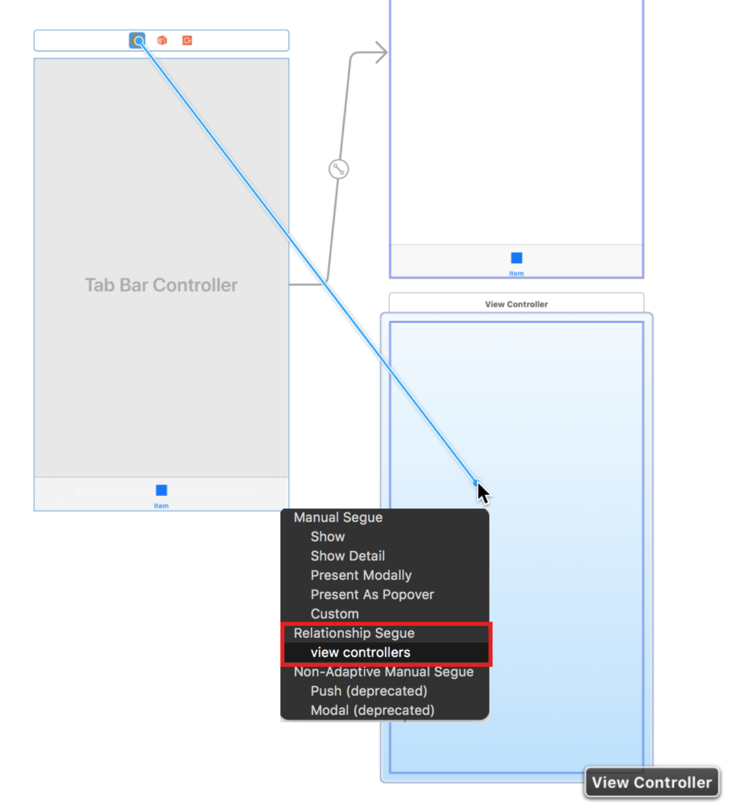 Tab Bar Controller
Item
Item
View Controller
Manual Segue
Show
Show Detail
Present Modally
Present As Popover
Custom
Relationship Segue
view controllers
Non-Adaptive Manual Segue
Push (deprecated)
Modal (deprecated)
View Controller